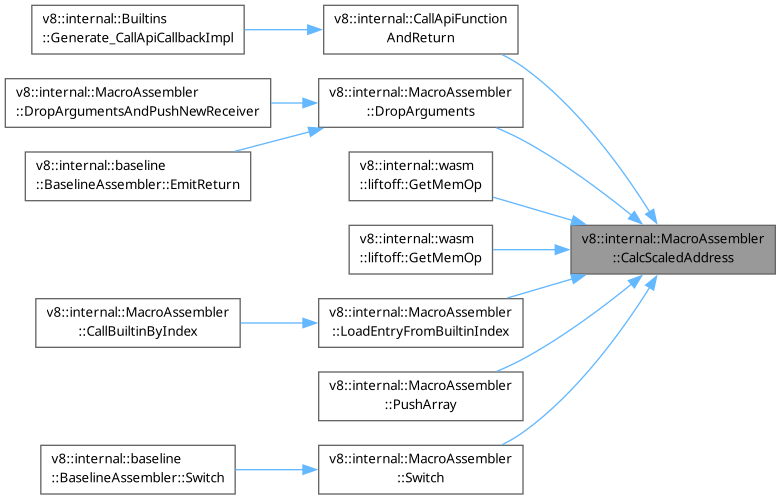 v8::internal::Builtins
::Generate_CallApiCallbackImpl
v8::internal::CallApiFunction
AndReturn
v8::internal::MacroAssembler
::DropArgumentsAndPushNewReceiver
v8::internal::MacroAssembler
::DropArguments
v8::internal::baseline
::BaselineAssembler::EmitReturn
v8::internal::wasm
::liftoff::GetMemOp
v8::internal::wasm
::liftoff::GetMemOp
v8::internal::MacroAssembler
::CalcScaledAddress
v8::internal::MacroAssembler
::CallBuiltinByIndex
v8::internal::MacroAssembler
::LoadEntryFromBuiltinIndex
v8::internal::MacroAssembler
::PushArray
v8::internal::baseline
::BaselineAssembler::Switch
v8::internal::MacroAssembler
::Switch